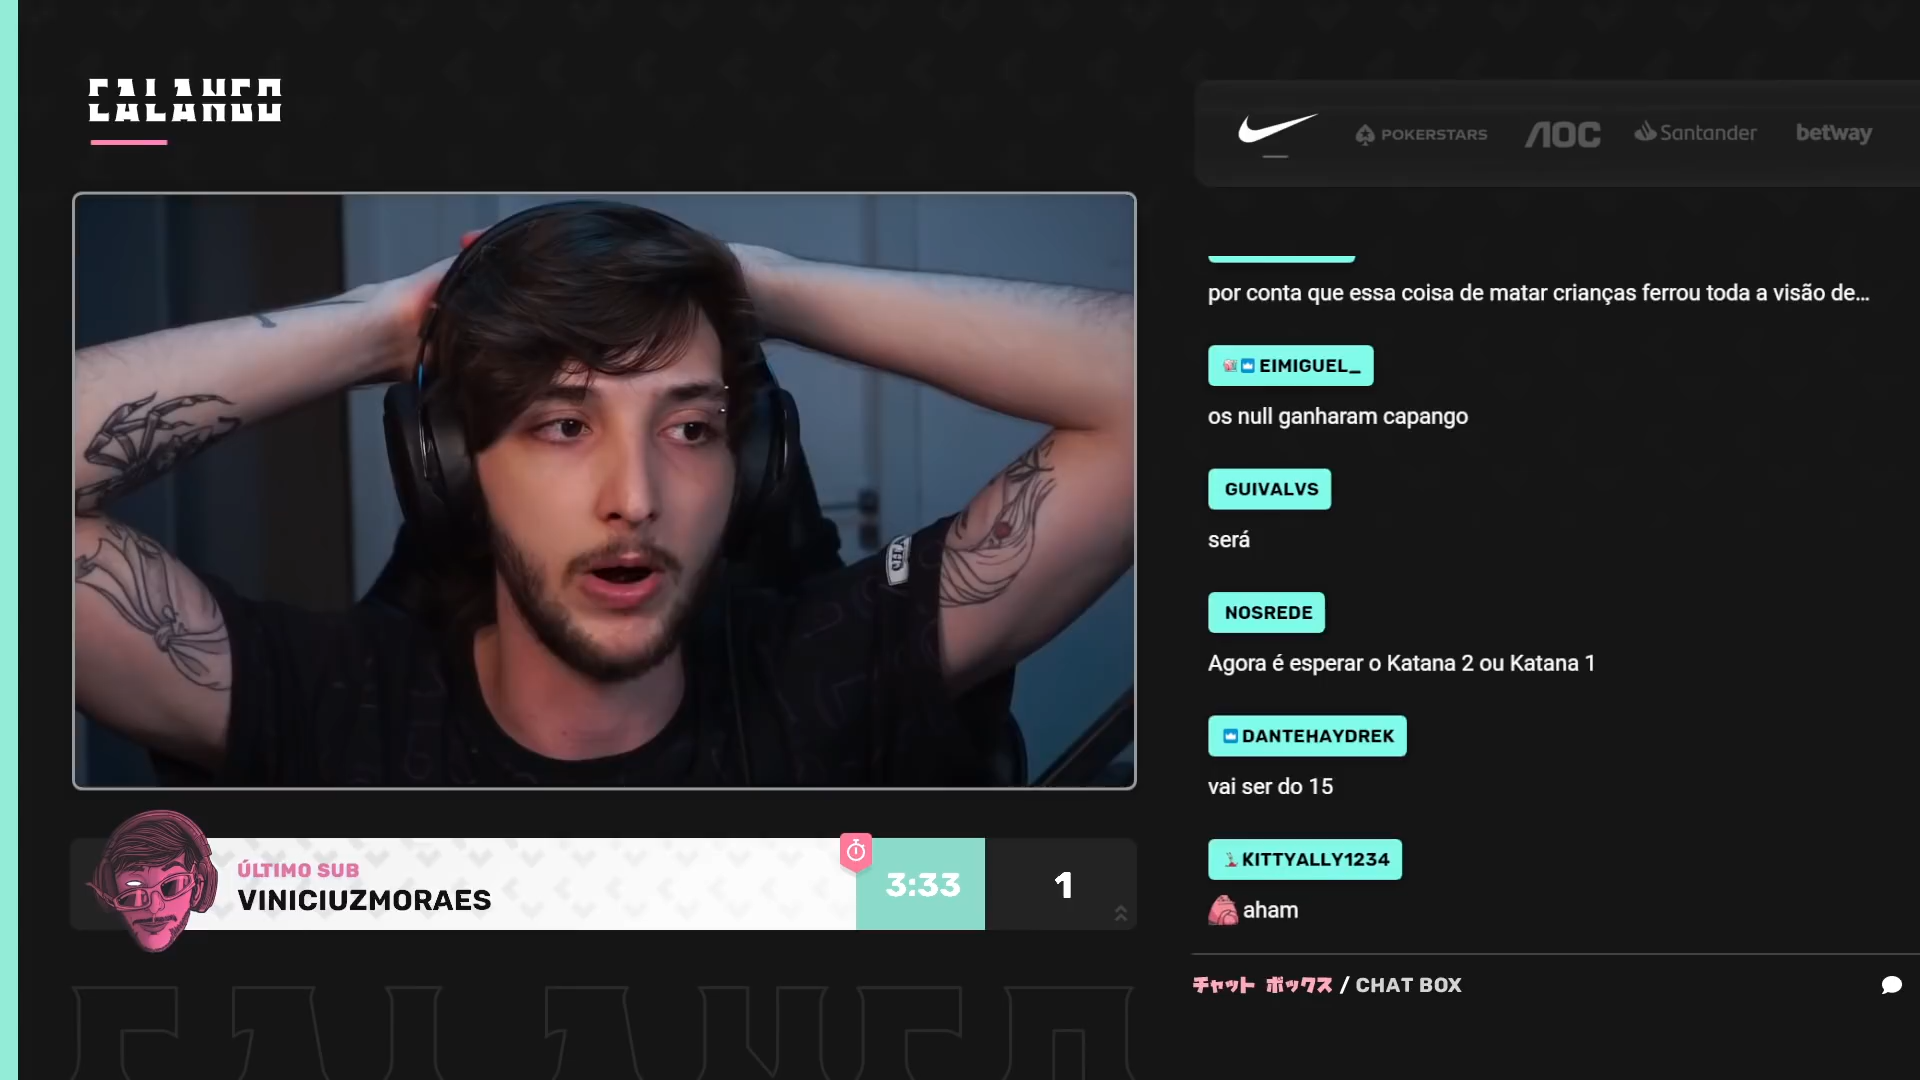 CALANGO
POKERSTARS
AOC
Santander
betway
por conta que essa coisa de matar crianças ferrou toda a visão de...
EIMIGUEL_
os null ganharam capango
GUIVALVS
será
NOSREDE
Agora é esperar o Katana 2 ou Katana 1
DANTEHAYDREK
vai ser do 15
KITTYALLY1234
aham
チャット ボックス / CHAT BOX
ÚLTIMO SUB
VINICIUZMORAES
3:33
1
CALANGO